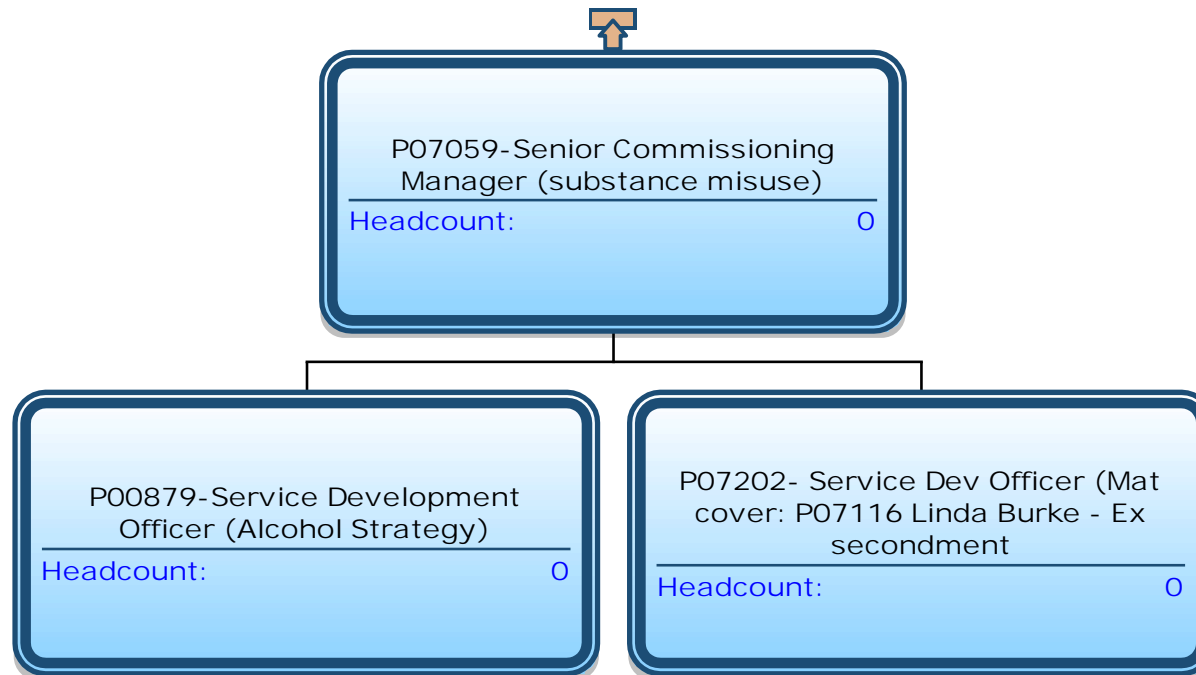 P07059-Senior Commissioning
Manager (substance misuse)
Headcount: 0
P00879-Service Development
Officer (Alcohol Strategy)
Headcount: 0
P07202- Service Dev Officer (Mat
cover: P07116 Linda Burke - Ex
secondment
Headcount: 0